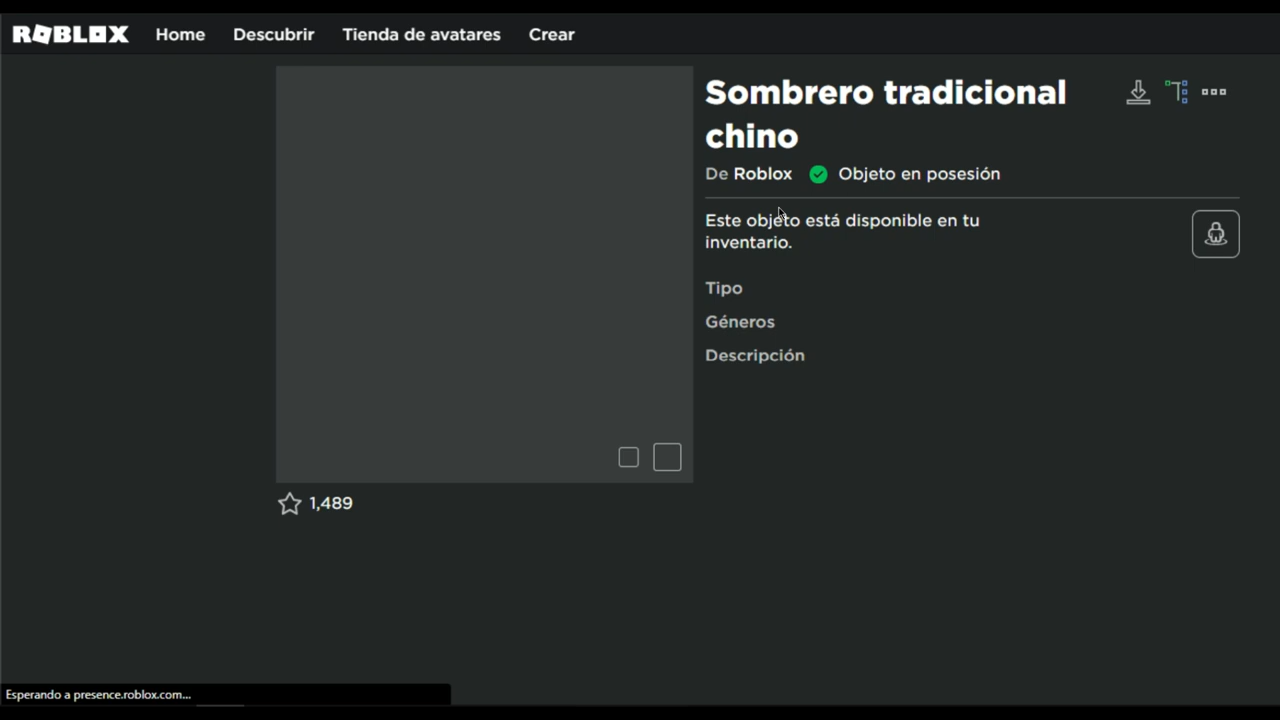 ROBLOX Home Descubrir Tienda de avatares Crear
Sombrero tradicional
chino
De Roblox Objeto en posesión
Este objeto está disponible en tu
inventario.
Tipo
Géneros
Descripción
1,489
Esperando a presence.roblox.com...